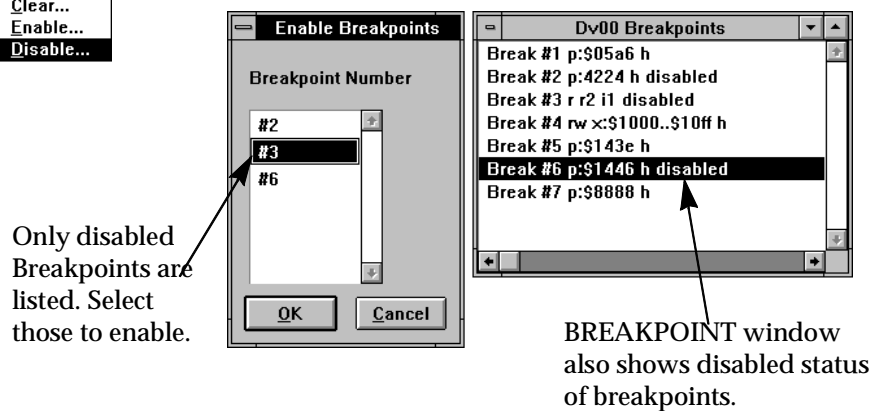 Clear...
Enable...
Disable...
Enable Breakpoints
Breakpoint Number
#2
#3
#6
OK
Cancel
Dv00 Breakpoints
Break #1 p:$05a6 h
Break #2 p:4224 h disabled
Break #3 r r2 i1 disabled
Break #4 rw x:$1000..$10ff h
Break #5 p:$143e h
Break #6 p:$1446 h disabled
Break #7 p:$8888 h
Only disabled
Breakpoints are
listed. Select
those to enable.
BREAKPOINT window
also shows disabled status
of breakpoints.